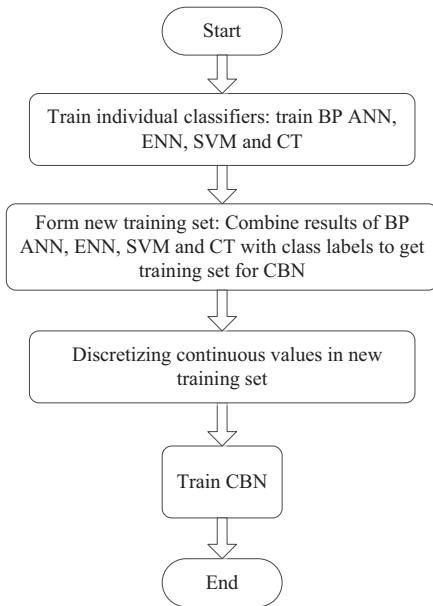 Start
Train individual classifiers: train BP ANN,
ENN, SVM and CT
Form new training set: Combine results of BP
ANN, ENN, SVM and CT with class labels to get
training set for CBN
Discretizing continuous values in new
training set
Train CBN
End